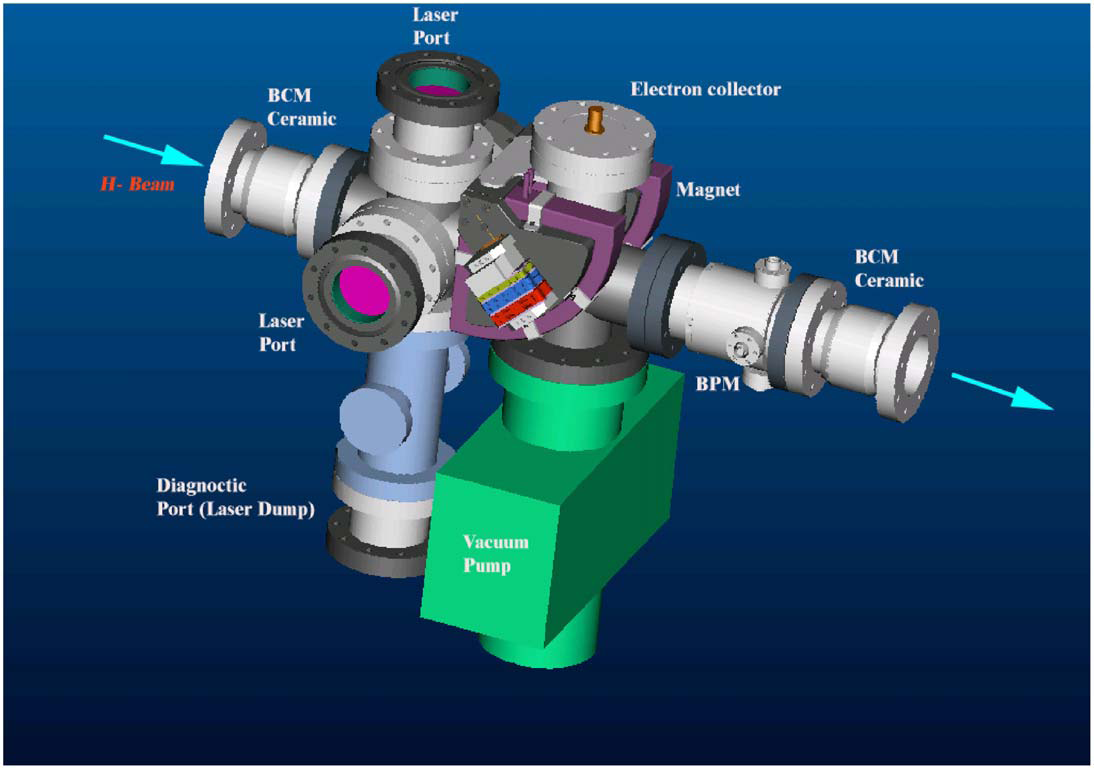 Laser
Port
BCM
Ceramic
Electron collector
H- Beam
Magnet
BCM
Ceramic
Laser
Port
BPM
Diagnoctic
Port (Laser Dump)
Vacuum
Pump